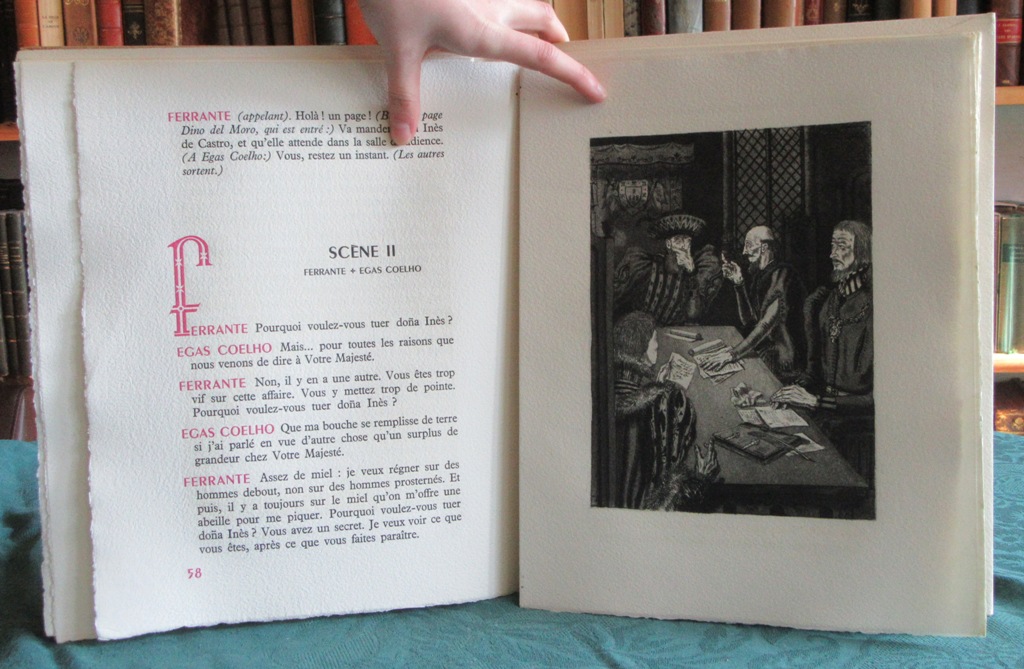 FERRANTE (appelant). Holà ! un page ! ( page
Dino del Moro, qui est entré :) Va mander Inès
de Castro, et qu'elle attende dans la salle
(A Egas Coelho:) Vous, restez un instant. (Les autres
sortent.)
SCÈNE II
FERRANTE + EGAS COELHO
FERRANTE Pourquoi voulez-vous tuer doña Inès ?
EGAS COELHO Mais... pour toutes les raisons que
nous venons de dire à Votre Majesté.
FERRANTE Non, il y en a une autre. Vous êtes trop
vif sur cette affaire. Vous y mettez trop de pointe.
Pourquoi voulez-vous tuer doña Inès ?
EGAS COELHO Que ma bouche se remplisse de terre
si j'ai parlé en vue d'autre chose qu'un surplus de
grandeur chez Votre Majesté.
FERRANTE Assez de miel : je veux régner sur des
hommes debout, non sur des hommes prosternés. Et
puis, il y a toujours sur le miel qu'on m'offre une
abeille pour me piquer. Pourquoi voulez-vous tuer
doña Inès ? Vous avez un secret. Je veux voir ce que
vous êtes, après ce que vous faites paraître.
58